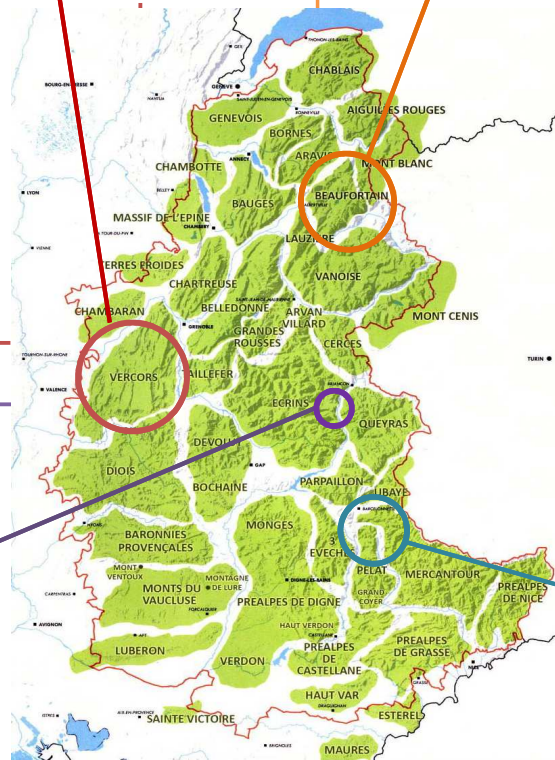 THONON-LES-BAINS
CHABLAIS
GEX
BOURG-EN-BRESSE
GENÈVE
NANTUA
SAINT-JULIEN-EN-GENEVOIS
BONNEVILLE
AIGUILLES ROUGES
GENEVOIS
BORNES
ANNECY
ARAVIS
MONT BLANC
CHAMBOTTE
BELLEY
LYON
BEAUFORTAIN
ALBERTVILLE
BAUGES
MASSIF DE L'EPINE
CHAMBERY
LA TOUR-DU-PIN
LAUZIERE
VIENNE
TERRES FROIDES
VANOISE
CHARTREUSE
SAINT-JEANNE-MAURIENNE
BELLEDONNE
ARVAN
VILLARD
CHAMBARAN
MONT CENIS
GRENOBLE
GRANDES
ROUSSES
CERCES
TOURNON-SUR-RHONE
TURIN
VERCORS
TAILLEFER
BRIANCON
VALENCE
ECRINS
QUEYRAS
DEVOLUY
DIOIS
GAP
BOCHAINE
PARPAILLON
UBAYE
BARCELONNETTE
NYONS
MONGES
BARONNIES
PROVENÇALES
3
EVECHES
PELAT
MERCANTOUR
MONT
VENTOUX
MONTAGNE
DE LURE
DIGNE-LES-BAINS
PREALPES
DE NICE
MONTS DU
VAUCLUSE
CARPENTRAS
PREALPES DE DIGNE
GRAND
COYER
FORCALQUIER
AVIGNON
HAUT VERDON
CASTELLANE
APT
LUBERON
PREALPES
DE
CASTELLANE
PREALPES
DE GRASSE
VERDON
NICE
GRASSE
HAUT VAR
DRAGUIGNAN
ISTRES
AIX-EN-PROVENCE
SAINTE VICTOIRE
ESTEREL
BRIGNOLES
MAURES